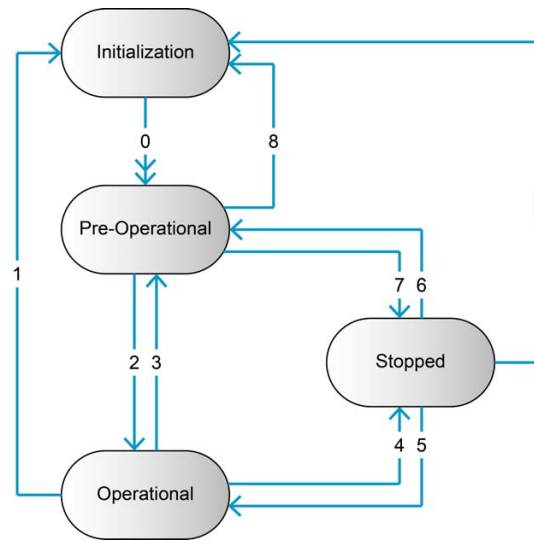 Initialization
0
8
Pre-Operational
1
7
6
2
3
Stopped
4
5
Operational